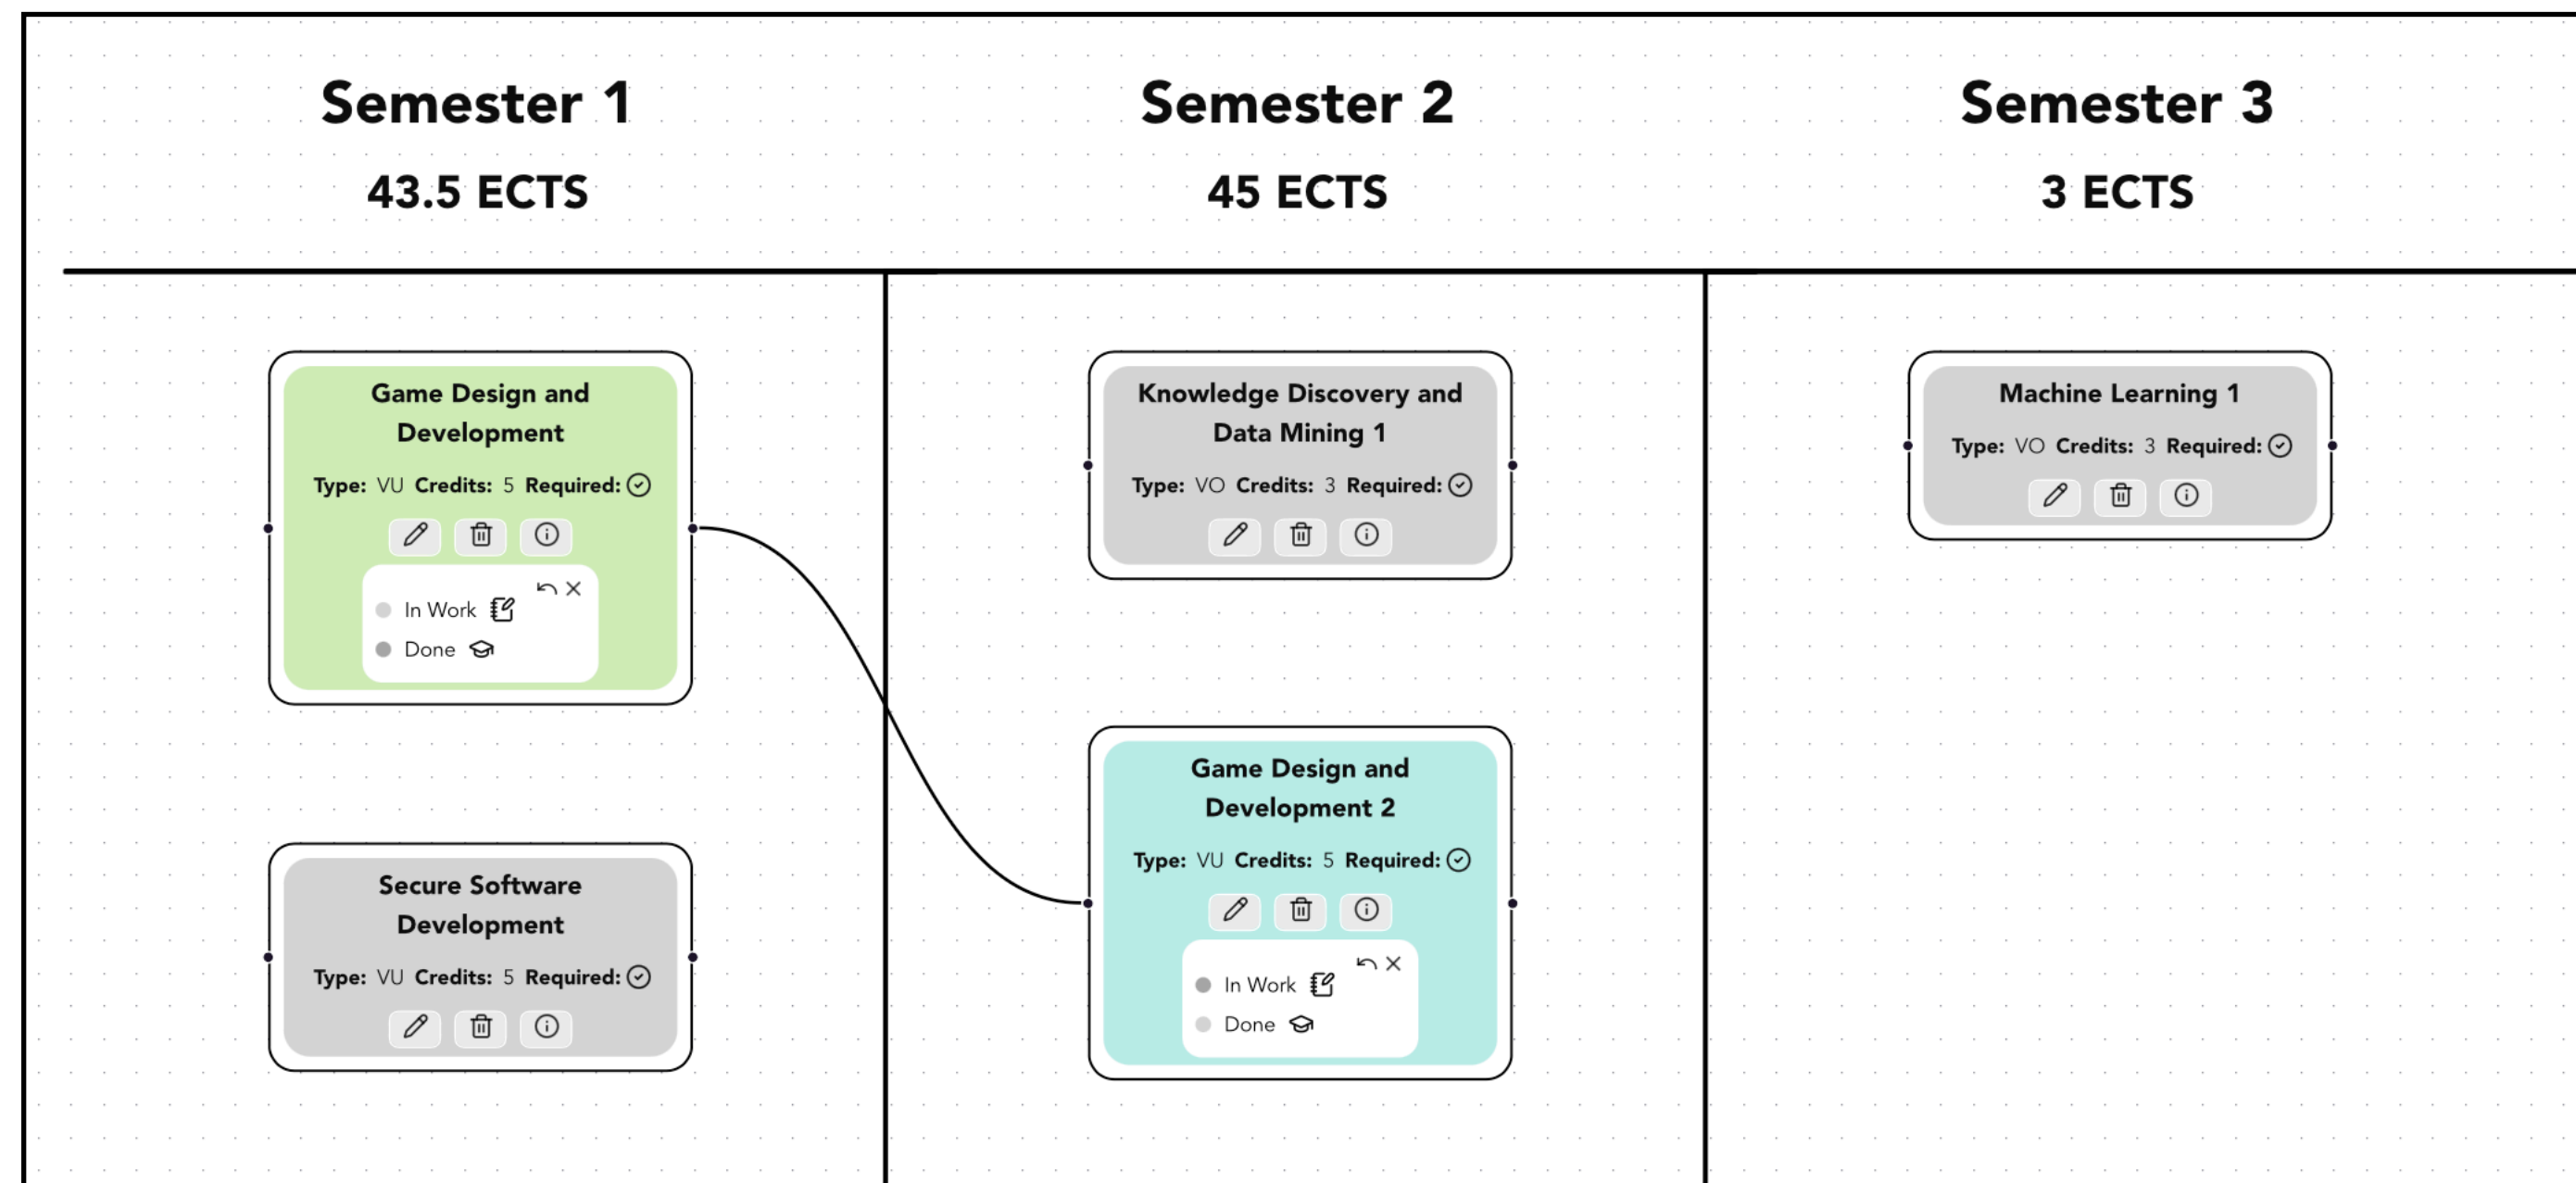 Semester 1
43.5 ECTS
Semester 2
45 ECTS
Semester 3
3 ECTS
Game Design and
Development
Type: VU Credits: 5 Required:
In Work
Done
Secure Software
Development
Type: VU Credits: 5 Required:
Knowledge Discovery and
Data Mining 1
Type: VO Credits: 3 Required:
Game Design and
Development 2
Type: VU Credits: 5 Required:
In Work
Done
Machine Learning 1
Type: VO Credits: 3 Required: